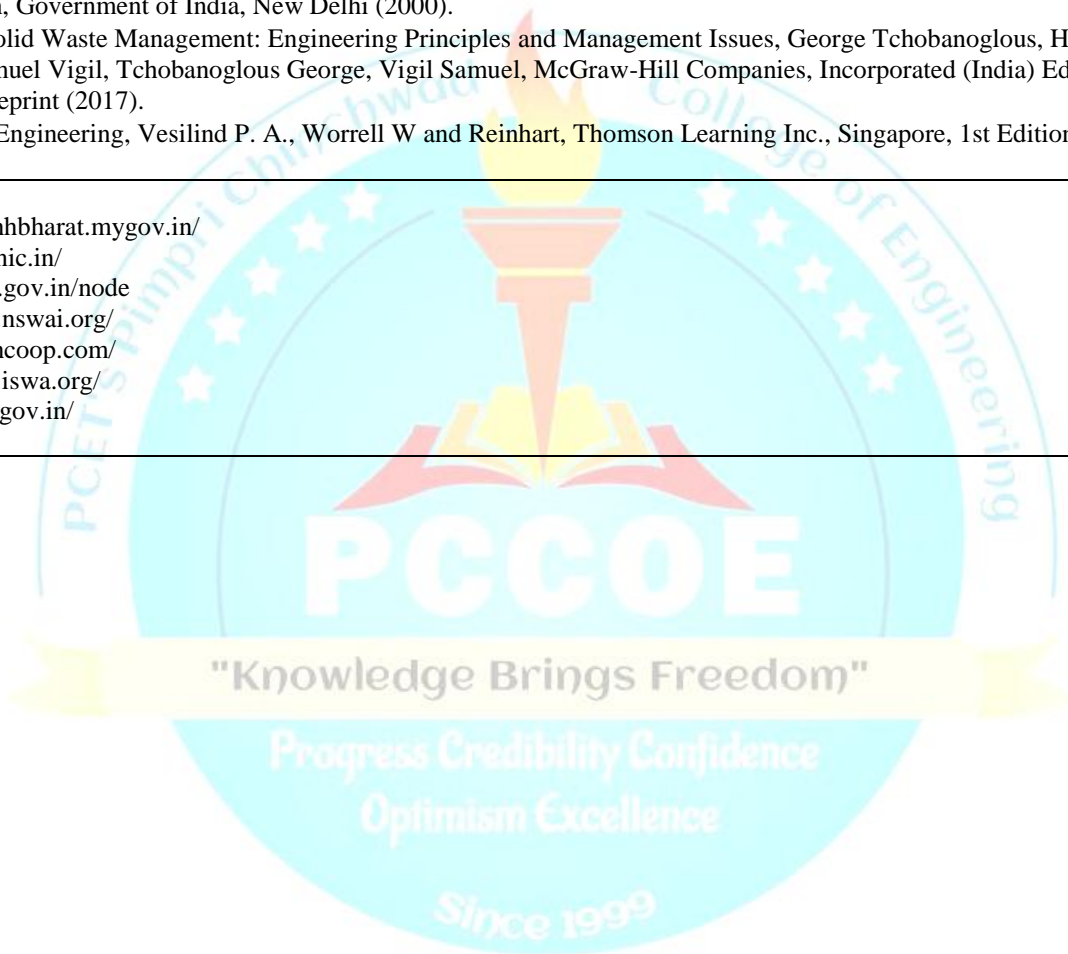 , Government of India, New Delhi (2000).
olid Waste Management: Engineering Principles and Management Issues, George Tchobanoglous, H
muel Vigil, Tchobanoglous George, Vigil Samuel, McGraw-Hill Companies, Incorporated (India) Ed
eprint (2017).
Engineering, Vesilind P. A., Worrell W and Reinhart, Thomson Learning Inc., Singapore, 1st Edition
hhbharat.mygov.in/
nic.in/
.gov.in/node
.nswai.org/
ncoop.com/
.iswa.org/
gov.in/
PCET's Pimpri Chinchwad College of Engineering
PCCOE
"Knowledge Brings Freedom"
Progress Credibility Confidence
Optimism Excellence
Since 1999